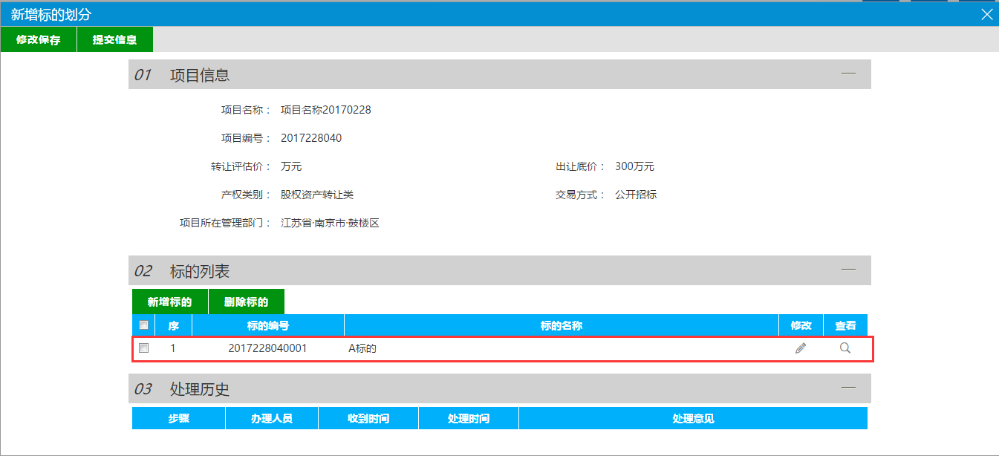 新增标的划分
修改保存 提交信息
01 项目信息
项目名称： 项目名称20170228
项目编号： 2017228040
转让评估价： 万元 出让底价： 300万元
产权类别： 股权资产转让类 交易方式： 公开招标
项目所在管理部门： 江苏省·南京市·鼓楼区
02 标的列表
新增标的 删除标的
序 标的编号 标的名称 修改 查看
1 2017228040001 A标的
03 处理历史
步骤 办理人员 收到时间 处理时间 处理意见